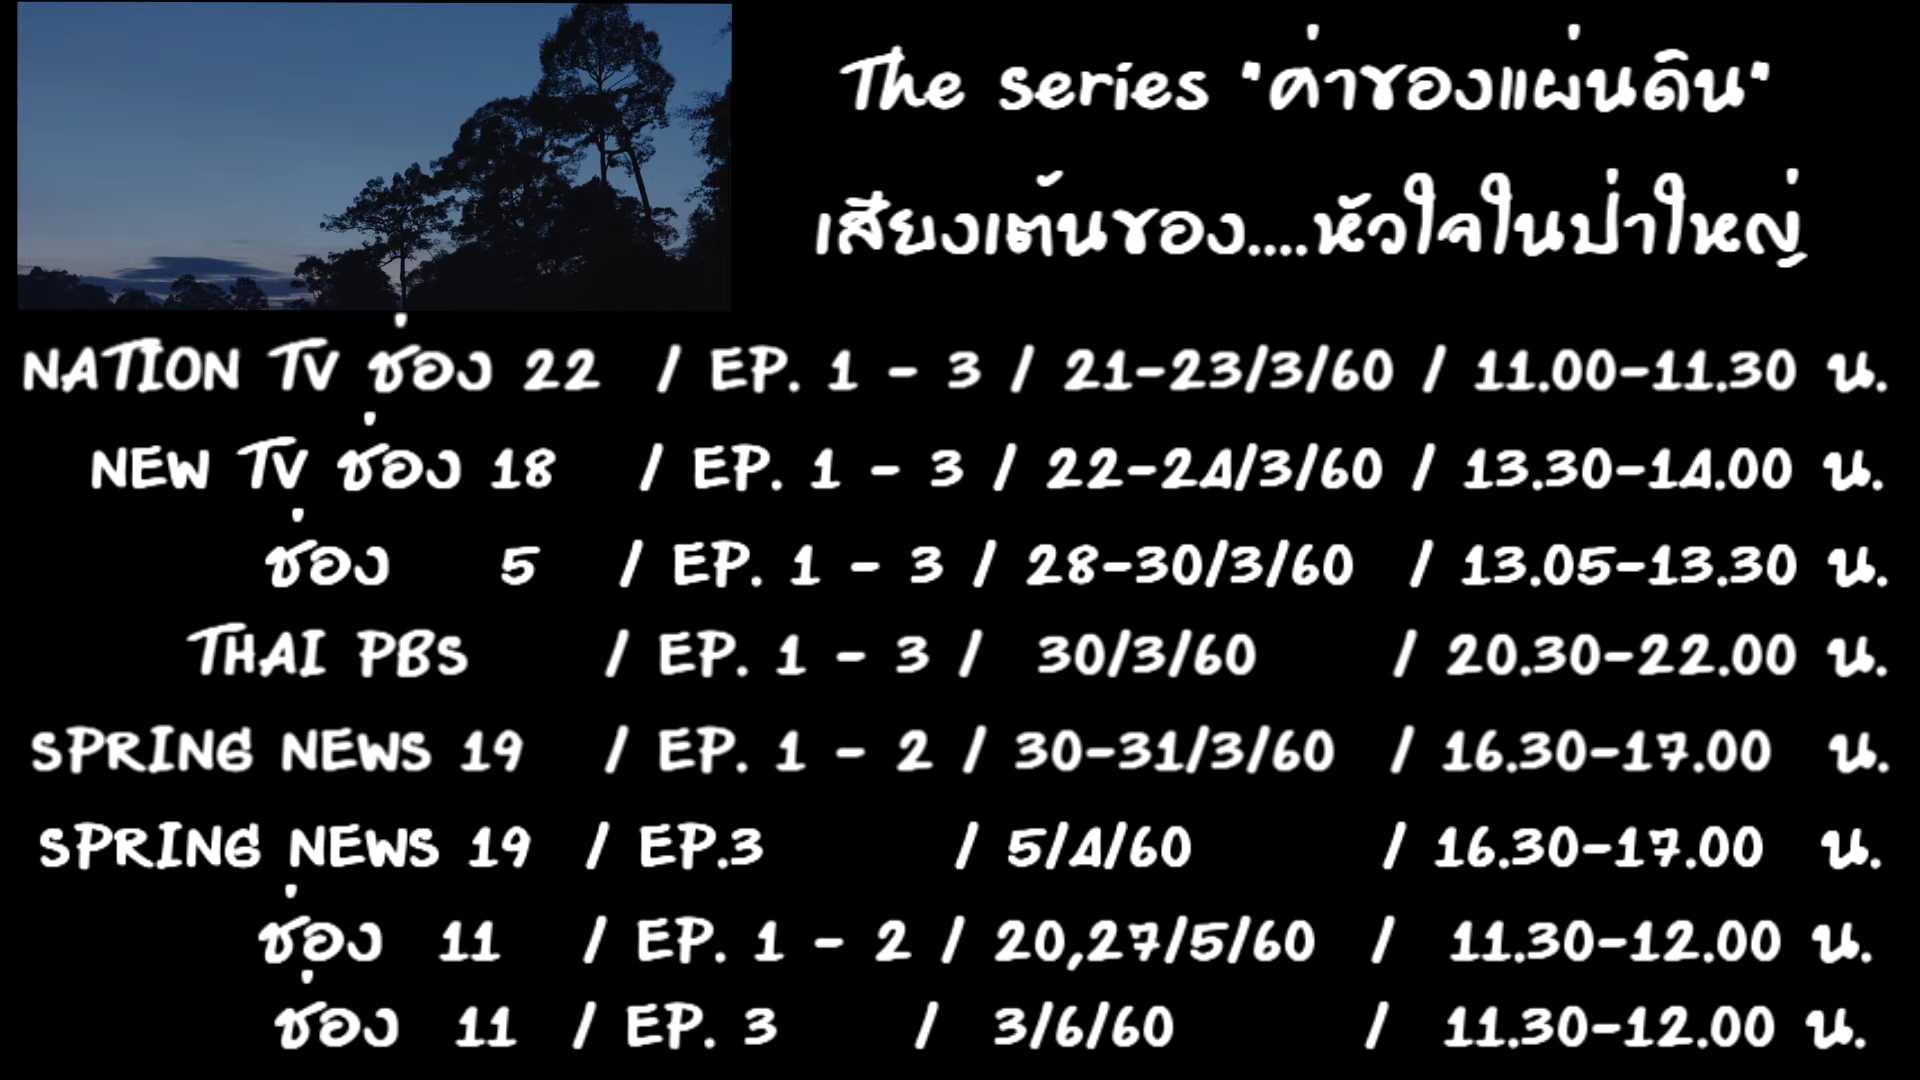 The series "ค่าของแผ่นดิน"
เสียงเต้นของ....หัวใจในป่าใหญ่
NATION TV ช่อง 22 / EP. 1 - 3 / 21-23/3/60 / 11.00-11.30 น.
NEW TV ช่อง 18 / EP. 1 - 3 / 22-24/3/60 / 13.30-14.00 น.
ช่อง 5 / EP. 1 - 3 / 28-30/3/60 / 13.05-13.30 น.
THAI PBS / EP. 1 - 3 / 30/3/60 / 20.30-22.00 น.
SPRING NEWS 19 / EP. 1 - 2 / 30-31/3/60 / 16.30-17.00 น.
SPRING NEWS 19 / EP.3 / 5/4/60 / 16.30-17.00 น.
ช่อง 11 / EP. 1 - 2 / 20,27/5/60 / 11.30-12.00 น.
ช่อง 11 / EP. 3 / 3/6/60 / 11.30-12.00 น.